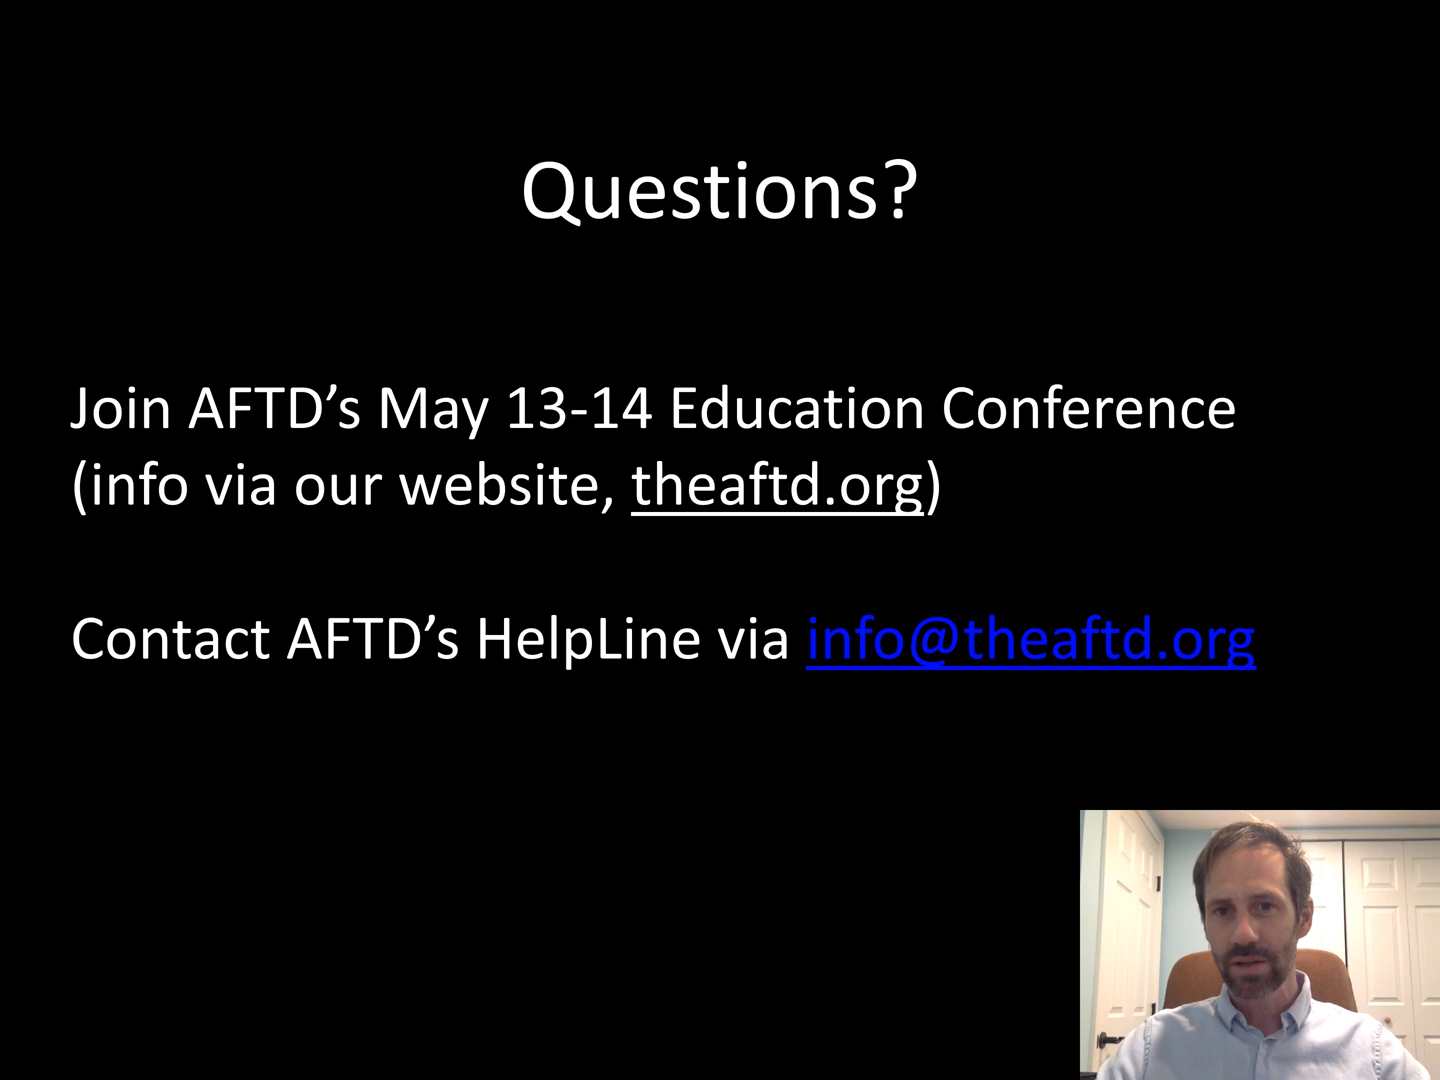 Questions?
Join AFTD’s May 13-14 Education Conference
(info via our website, theaftd.org)
Contact AFTD’s HelpLine via info@theaftd.org